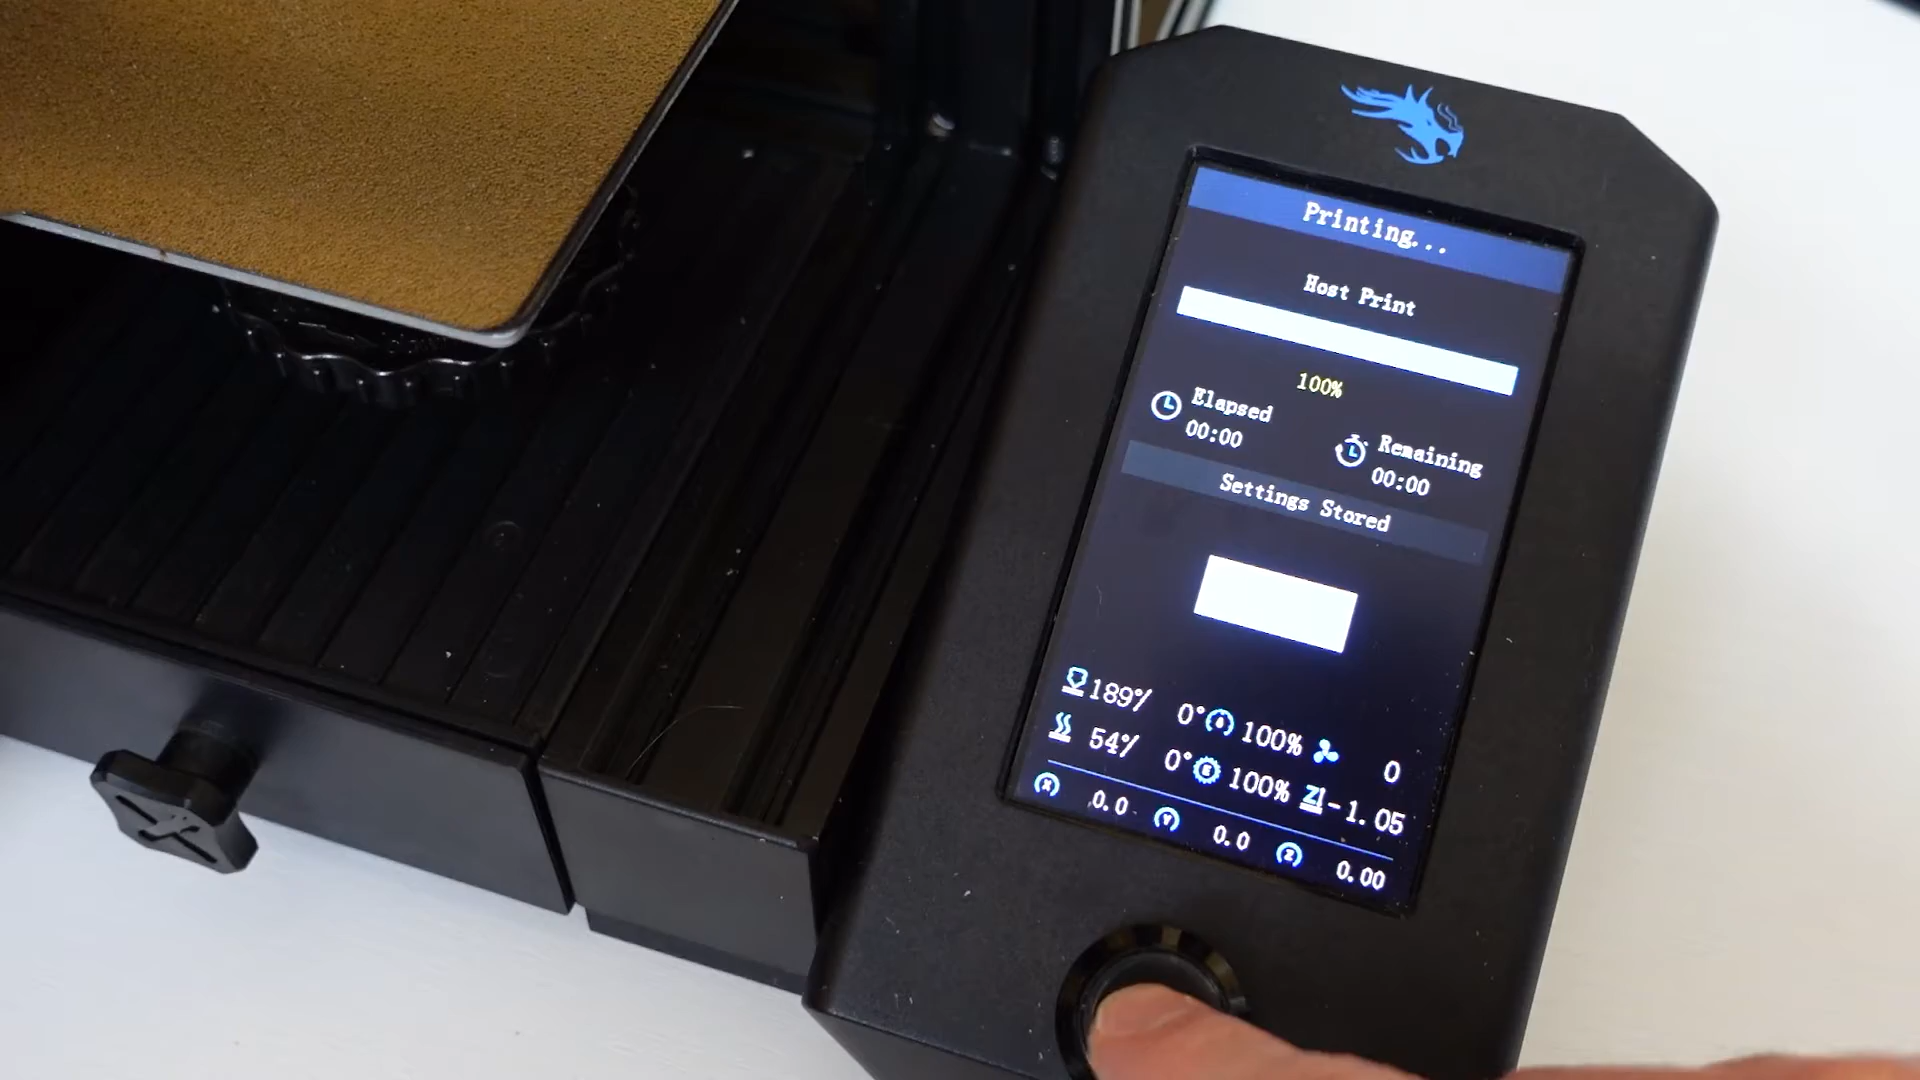 Printing...
Host Print
100%
Elapsed
00:00
Remaining
00:00
Settings Stored
189/ 0° 100% 0
54/ 0° E 100% Z -1.05
X 0.0 Y 0.0 Z 0.00